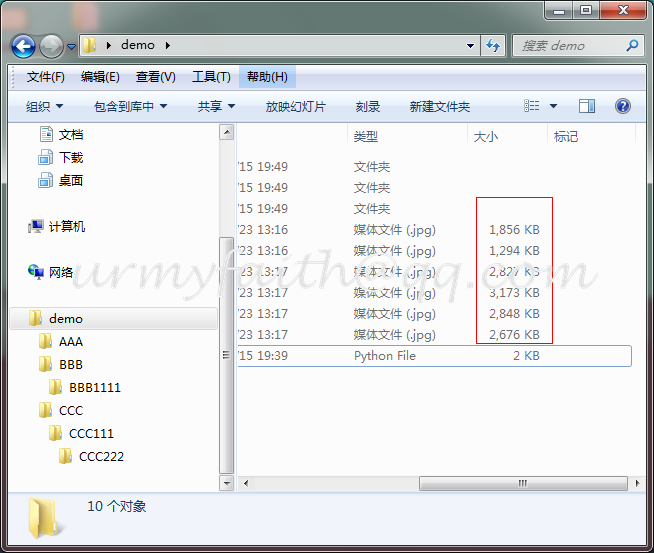 demo
搜索 demo
文件(F) 编辑(E) 查看(V) 工具(T) 帮助(H)
组织 包含到库中 共享 放映幻灯片 刻录 新建文件夹
文档
下载
桌面
计算机
网络
demo
AAA
BBB
BBB1111
CCC
CCC111
CCC222
类型 大小 标记
/15 19:49 文件夹
/15 19:49 文件夹
/15 19:49 文件夹
/23 13:16 媒体文件 (.jpg) 1,856 KB
/23 13:16 媒体文件 (.jpg) 1,294 KB
/23 13:17 媒体文件 (.jpg) 2,827 KB
/23 13:17 媒体文件 (.jpg) 3,173 KB
/23 13:17 媒体文件 (.jpg) 2,848 KB
/23 13:17 媒体文件 (.jpg) 2,676 KB
/15 19:39 Python File 2 KB
urmyfaith@qq.com
10 个对象